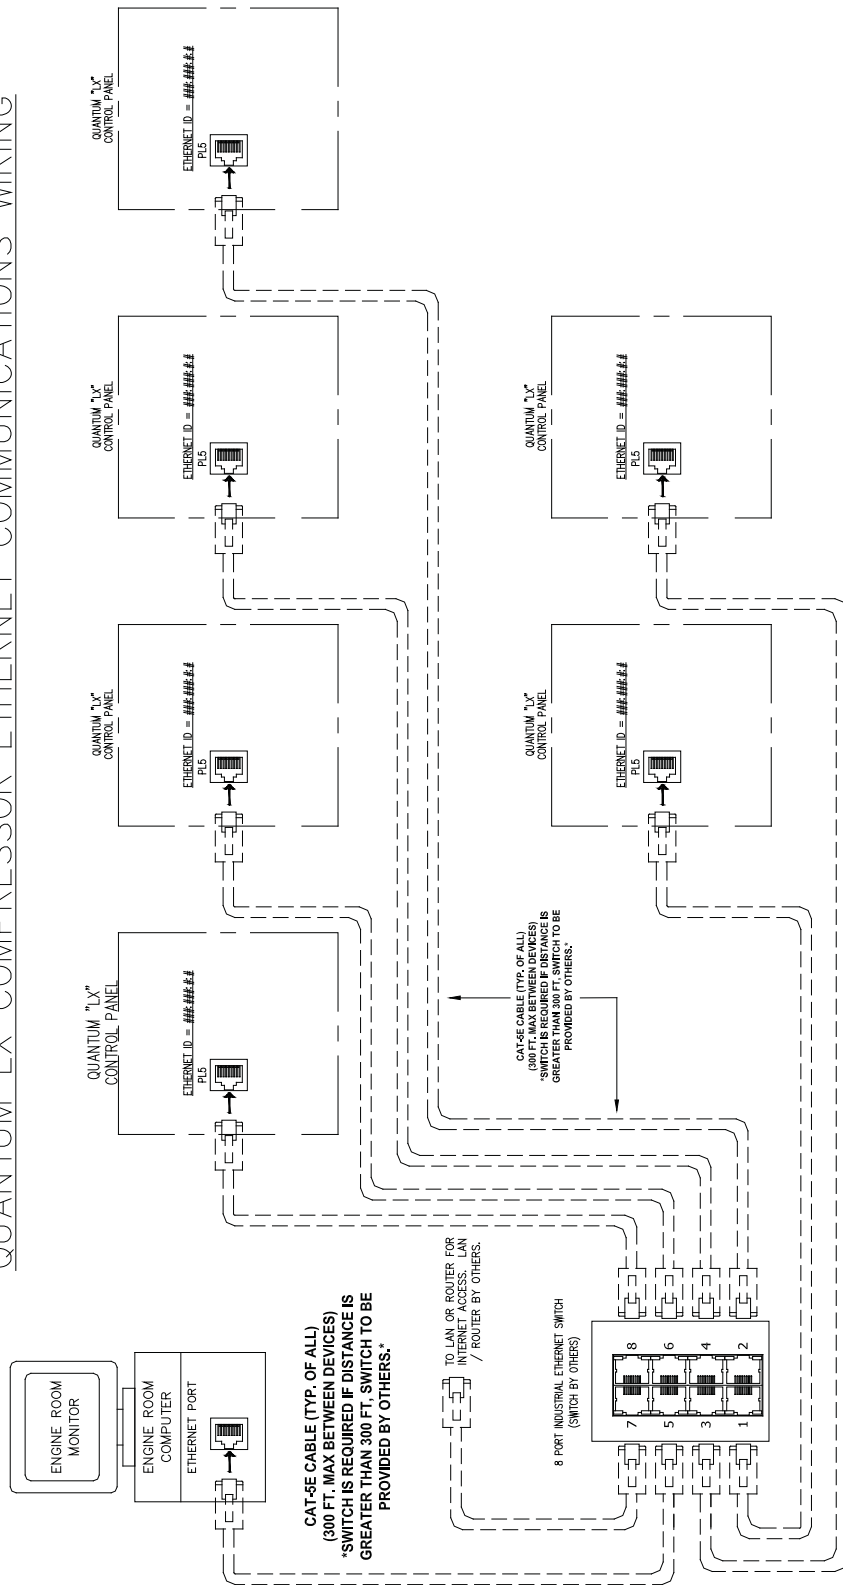 QUANTUM LX COMPRESSOR ETHERNET COMMUNICATIONS WIRING
ENGINE ROOM
MONITOR
ENGINE ROOM
COMPUTER
ETHERNET PORT
QUANTUM "LX"
CONTROL PANEL
ETHERNET ID = ###.###.#.#
PL5
QUANTUM "LX"
CONTROL PANEL
ETHERNET ID = ###.###.#.#
PL5
QUANTUM "LX"
CONTROL PANEL
ETHERNET ID = ###.###.#.#
PL5
QUANTUM "LX"
CONTROL PANEL
ETHERNET ID = ###.###.#.#
PL5
CAT-5E CABLE (TYP. OF ALL)
(300 FT. MAX BETWEEN DEVICES)
*SWITCH IS REQUIRED IF DISTANCE IS
GREATER THAN 300 FT, SWITCH TO BE
PROVIDED BY OTHERS.*
TO LAN OR ROUTER FOR
INTERNET ACCESS. LAN
/ ROUTER BY OTHERS.
CAT-5E CABLE (TYP. OF ALL)
(300 FT. MAX BETWEEN DEVICES)
*SWITCH IS REQUIRED IF DISTANCE IS
GREATER THAN 300 FT, SWITCH TO BE
PROVIDED BY OTHERS.*
QUANTUM "LX"
CONTROL PANEL
ETHERNET ID = ###.###.#.#
PL5
QUANTUM "LX"
CONTROL PANEL
ETHERNET ID = ###.###.#.#
PL5
8 PORT INDUSTRIAL ETHERNET SWITCH
(SWITCH BY OTHERS)
7 8
5 6
3 4
1 2